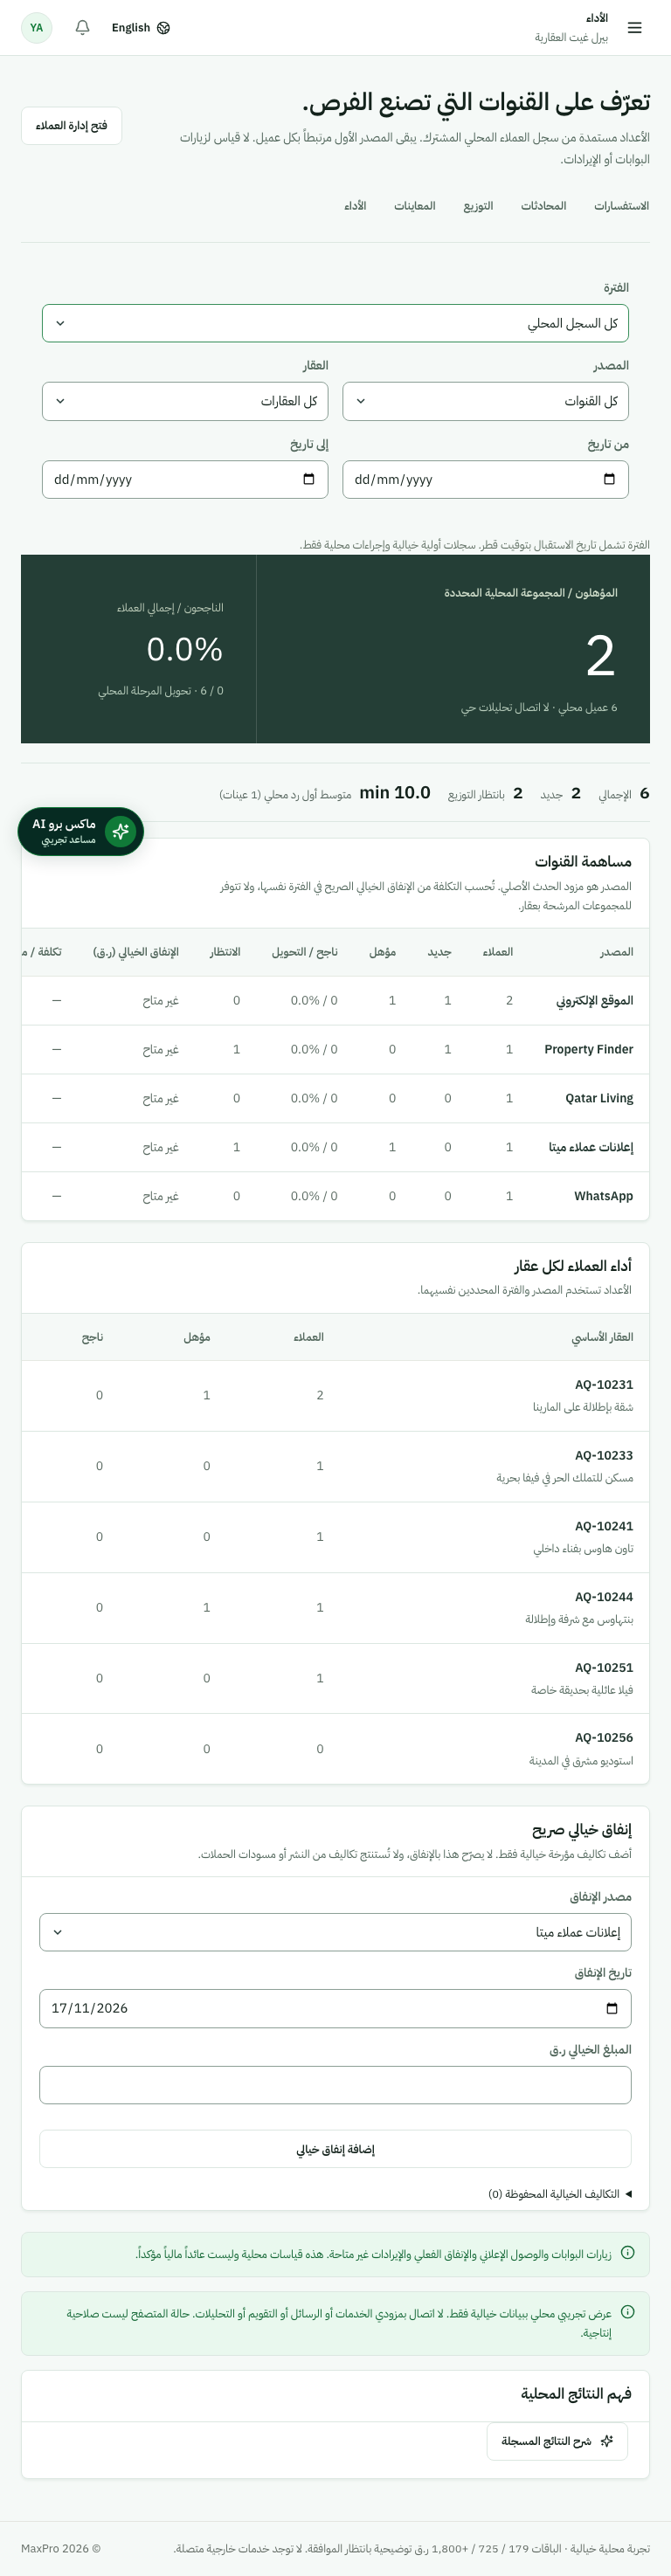 الأداء
بيرل غيت العقارية
English
YA
تعرّف على القنوات التي تصنع الفرص.
الأعداد مستمدة من سجل العملاء المحلي المشترك. يبقى المصدر الأول مرتبطاً بكل عميل. لا قياس لزيارات
البوابات أو الإيرادات.
فتح إدارة العملاء
الاستفسارات المحادثات التوزيع المعاينات الأداء
الفترة
كل السجل المحلي
المصدر العقار
كل القنوات كل العقارات
من تاريخ إلى تاريخ
dd/mm/yyyy dd/mm/yyyy
الفترة تشمل تاريخ الاستقبال بتوقيت قطر. سجلات أولية خيالية وإجراءات محلية فقط.
المؤهلون / المجموعة المحلية المحددة
2
6 عميل محلي · لا اتصال تحليلات حي
الناجحون / إجمالي العملاء
0.0%
0 / 6 · تحويل المرحلة المحلي
6 الإجمالي 2 جديد 2 بانتظار التوزيع 10.0 min متوسط أول رد محلي (1 عينات)
ماكس برو AI
مساعد تجريبي
مساهمة القنوات
المصدر هو مزود الحدث الأصلي. تُحسب التكلفة من الإنفاق الخيالي الصريح في الفترة نفسها، ولا تتوفر
للمجموعات المرشحة بعقار.
المصدر العملاء جديد مؤهل ناجح / التحويل الانتظار الإنفاق الخيالي (ر.ق) تكلفة /
الموقع الإلكتروني 2 1 1 0 / 0.0% 0 غير متاح —
Property Finder 1 1 0 0 / 0.0% 1 غير متاح —
Qatar Living 1 0 0 0 / 0.0% 0 غير متاح —
إعلانات عملاء ميتا 1 0 1 0 / 0.0% 1 غير متاح —
WhatsApp 1 0 0 0 / 0.0% 0 غير متاح —
أداء العملاء لكل عقار
الأعداد تستخدم المصدر والفترة المحددين نفسيهما.
العقار الأساسي العملاء مؤهل ناجح
AQ-10231 2 1 0
شقة بإطلالة على المارينا
AQ-10233 1 0 0
مسكن للتملك الحر في فيفا بحرية
AQ-10241 1 0 0
تاون هاوس بفناء داخلي
AQ-10244 1 1 0
بنتهاوس مع شرفة وإطلالة
AQ-10251 1 0 0
فيلا عائلية بحديقة خاصة
AQ-10256 0 0 0
استوديو مشرق في المدينة
إنفاق خيالي صريح
أضف تكاليف مؤرخة خيالية فقط. لا يصرّح هذا بالإنفاق، ولا تُستنتج تكاليف من النشر أو مسودات الحملات.
مصدر الإنفاق
إعلانات عملاء ميتا
تاريخ الإنفاق
17/11/2026
المبلغ الخيالي ر.ق
إضافة إنفاق خيالي
التكاليف الخيالية المحفوظة (0)
زيارات البوابات والوصول الإعلاني والإنفاق الفعلي والإيرادات غير متاحة. هذه قياسات محلية وليست عائداً مالياً مؤكداً.
عرض تجريبي محلي ببيانات خيالية فقط. لا اتصال بمزودي الخدمات أو الرسائل أو التقويم أو التحليلات. حالة المتصفح ليست صلاحية
إنتاجية.
فهم النتائج المحلية
شرح النتائج المسجلة
تجربة محلية خيالية · الباقات 179 / 725 / +1,800 ر.ق توضيحية بانتظار الموافقة. لا توجد خدمات خارجية متصلة.
© 2026 MaxPro